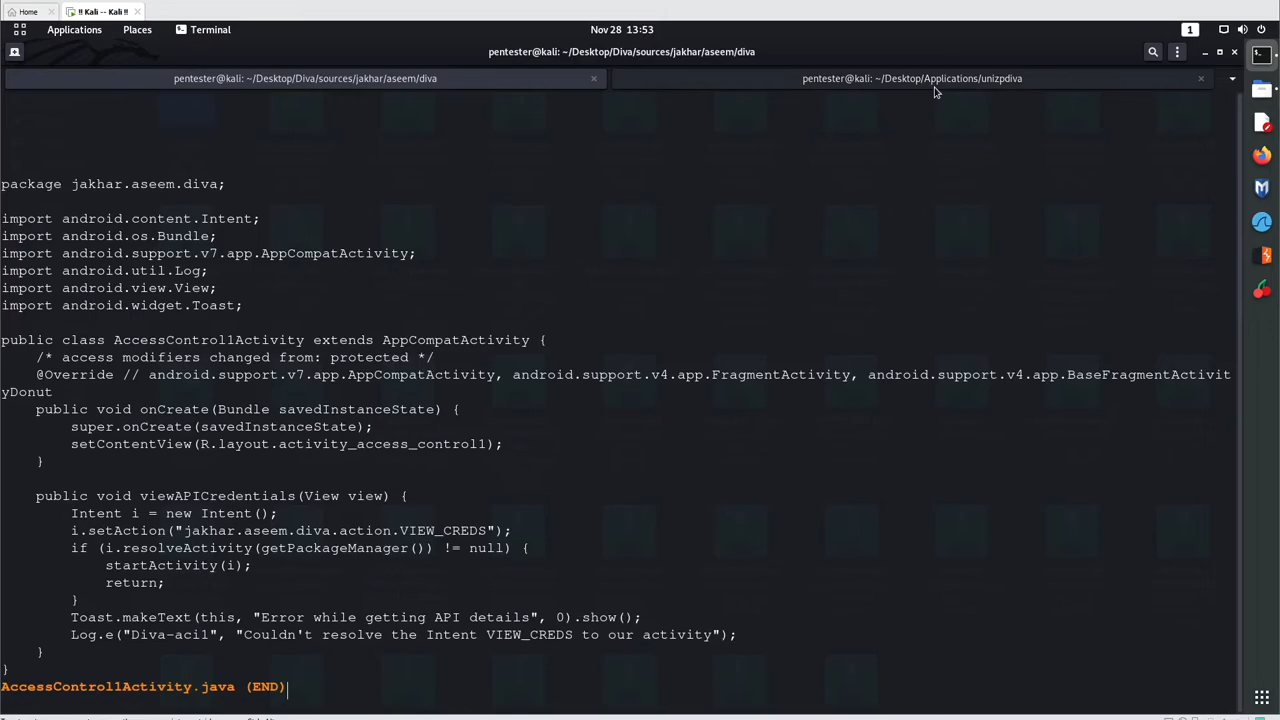 Home
!! Kali -- Kali !!
Applications Places Terminal Nov 28 13:53 1
pentester@kali: ~/Desktop/Diva/sources/jakhar/aseem/diva
pentester@kali: ~/Desktop/Diva/sources/jakhar/aseem/diva
pentester@kali: ~/Desktop/Applications/unizpdiva
package jakhar.aseem.diva;
import android.content.Intent;
import android.os.Bundle;
import android.support.v7.app.AppCompatActivity;
import android.util.Log;
import android.view.View;
import android.widget.Toast;
public class AccessControl1Activity extends AppCompatActivity {
    /* access modifiers changed from: protected */
    @Override // android.support.v7.app.AppCompatActivity, android.support.v4.app.FragmentActivity, android.support.v4.app.BaseFragmentActivit
yDonut
    public void onCreate(Bundle savedInstanceState) {
        super.onCreate(savedInstanceState);
        setContentView(R.layout.activity_access_control1);
    }
    public void viewAPICredentials(View view) {
        Intent i = new Intent();
        i.setAction("jakhar.aseem.diva.action.VIEW_CREDS");
        if (i.resolveActivity(getPackageManager()) != null) {
            startActivity(i);
            return;
        }
        Toast.makeText(this, "Error while getting API details", 0).show();
        Log.e("Diva-aci1", "Couldn't resolve the Intent VIEW_CREDS to our activity");
    }
}
AccessControl1Activity.java (END)